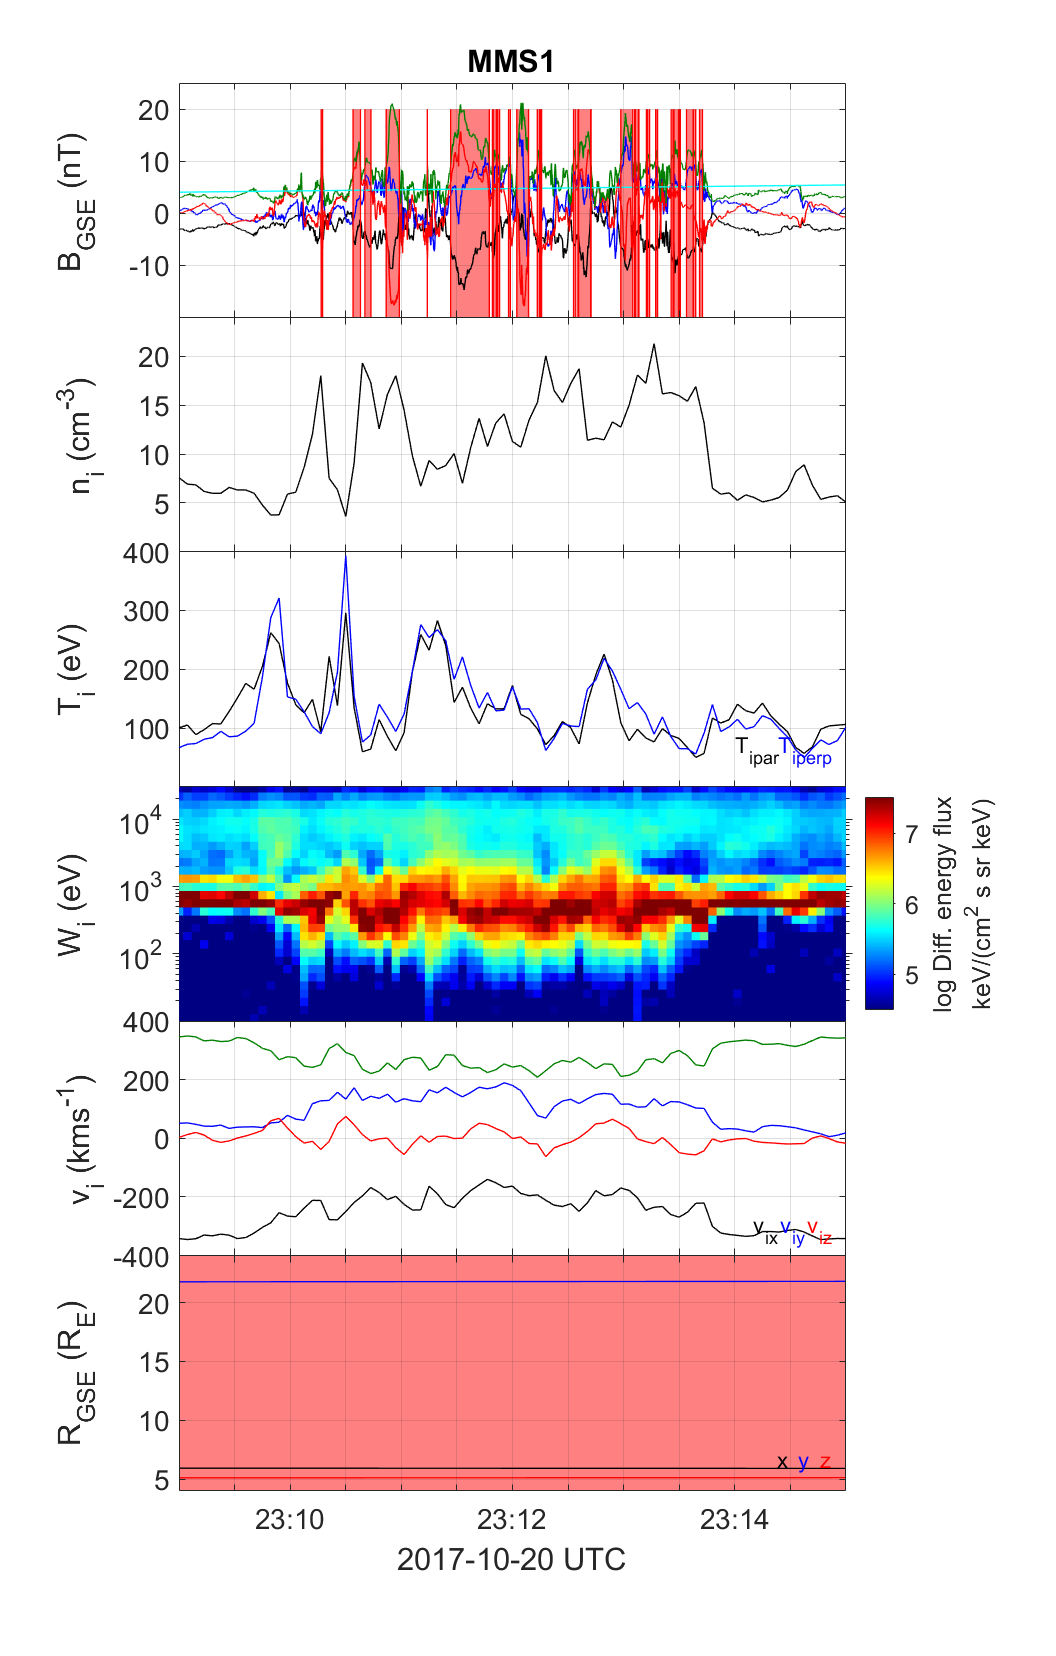 MMS1
B_GSE (nT)
20
10
0
-10
n_i (cm^-3)
20
15
10
5
T_i (eV)
400
300
200
100
T_ipar T_iperp
W_i (eV)
10^4
10^3
10^2
7
6
5
log Diff. energy flux
keV/(cm^2 s sr keV)
v_i (kms^-1)
400
200
0
-200
-400
v_ix v_iy v_iz
R_GSE (R_E)
20
15
10
5
x y z
23:10 23:12 23:14
2017-10-20 UTC